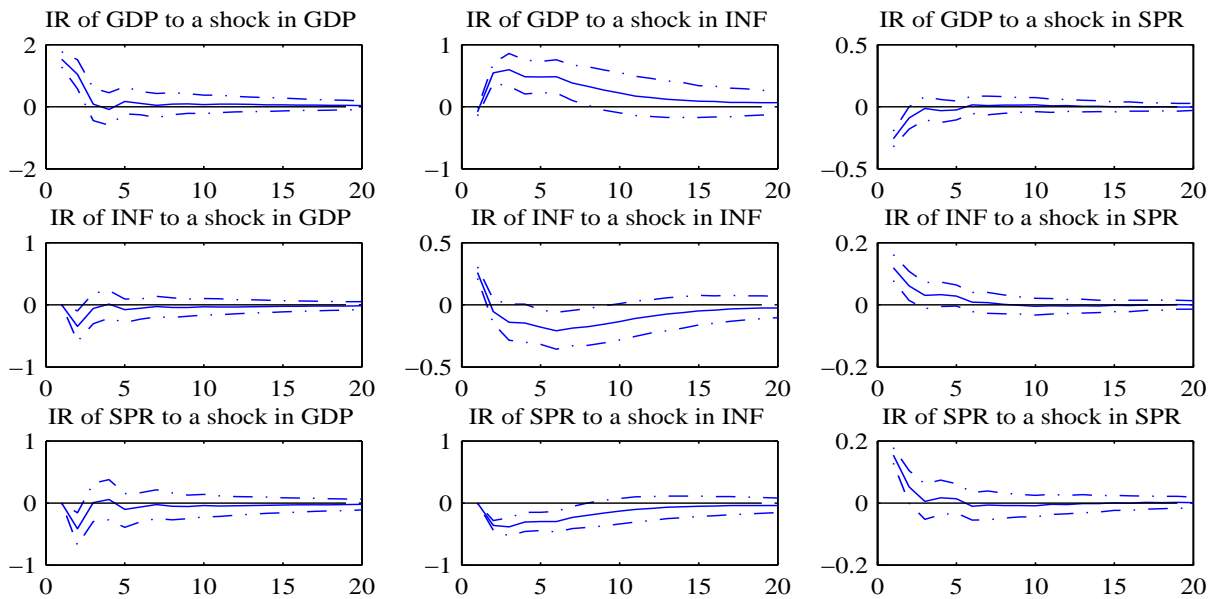 IR of GDP to a shock in GDP
IR of GDP to a shock in INF
IR of GDP to a shock in SPR
2
0
−2
0 5 10 15 20
1
0
−1
0 5 10 15 20
0.5
0
−0.5
0 5 10 15 20
IR of INF to a shock in GDP
IR of INF to a shock in INF
IR of INF to a shock in SPR
1
0
−1
0 5 10 15 20
0.5
0
−0.5
0 5 10 15 20
0.2
0
−0.2
0 5 10 15 20
IR of SPR to a shock in GDP
IR of SPR to a shock in INF
IR of SPR to a shock in SPR
1
0
−1
0 5 10 15 20
1
0
−1
0 5 10 15 20
0.2
0
−0.2
0 5 10 15 20